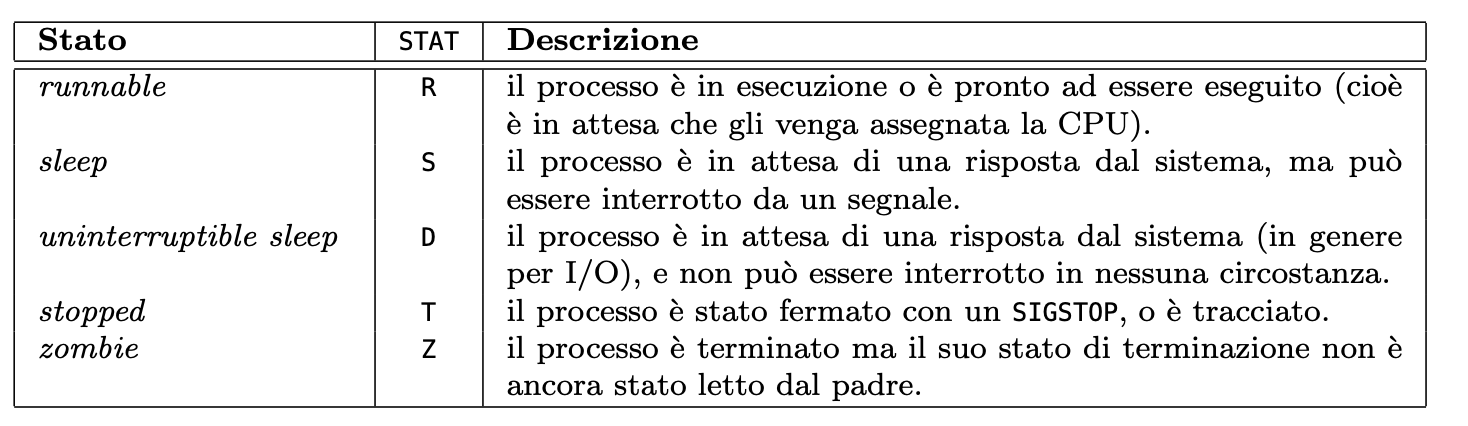 Stato STAT Descrizione
runnable R il processo è in esecuzione o è pronto ad essere eseguito (cioè
è in attesa che gli venga assegnata la CPU).
sleep S il processo è in attesa di una risposta dal sistema, ma può
essere interrotto da un segnale.
uninterruptible sleep D il processo è in attesa di una risposta dal sistema (in genere
per I/O), e non può essere interrotto in nessuna circostanza.
stopped T il processo è stato fermato con un SIGSTOP, o è tracciato.
zombie Z il processo è terminato ma il suo stato di terminazione non è
ancora stato letto dal padre.